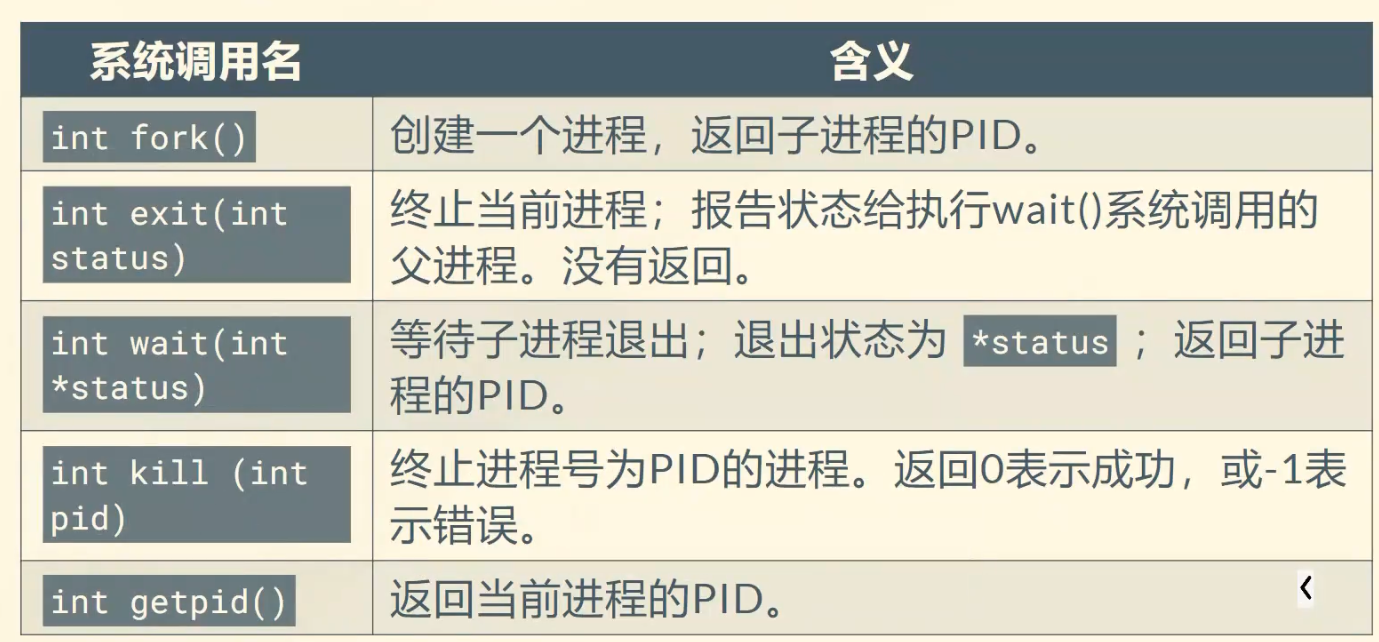 系统调用名 含义
int fork() 创建一个进程，返回子进程的PID。
int exit(int
status)
终止当前进程；报告状态给执行wait()系统调用的
父进程。没有返回。
int wait(int
*status)
等待子进程退出；退出状态为 *status ；返回子进
程的PID。
int kill (int
pid)
终止进程号为PID的进程。返回0表示成功，或-1表
示错误。
int getpid() 返回当前进程的PID。